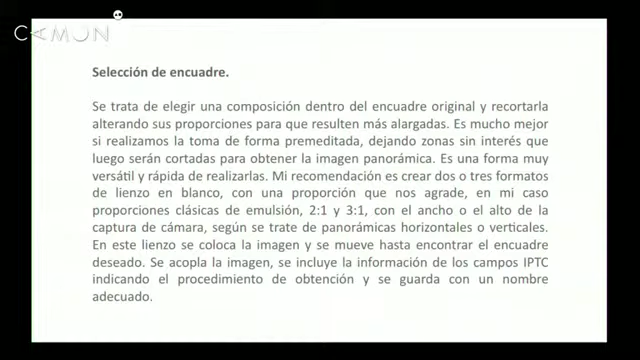 CAMON
Selección de encuadre.
Se trata de elegir una composición dentro del encuadre original y recortarla
alterando sus proporciones para que resulten más alargadas. Es mucho mejor
si realizamos la toma de forma premeditada, dejando zonas sin interés que
luego serán cortadas para obtener la imagen panorámica. Es una forma muy
versátil y rápida de realizarlas. Mi recomendación es crear dos o tres formatos
de lienzo en blanco, con una proporción que nos agrade, en mi caso
proporciones clásicas de emulsión, 2:1 y 3:1, con el ancho o el alto de la
captura de cámara, según se trate de panorámicas horizontales o verticales.
En este lienzo se coloca la imagen y se mueve hasta encontrar el encuadre
deseado. Se acopla la imagen, se incluye la información de los campos IPTC
indicando el procedimiento de obtención y se guarda con un nombre
adecuado.